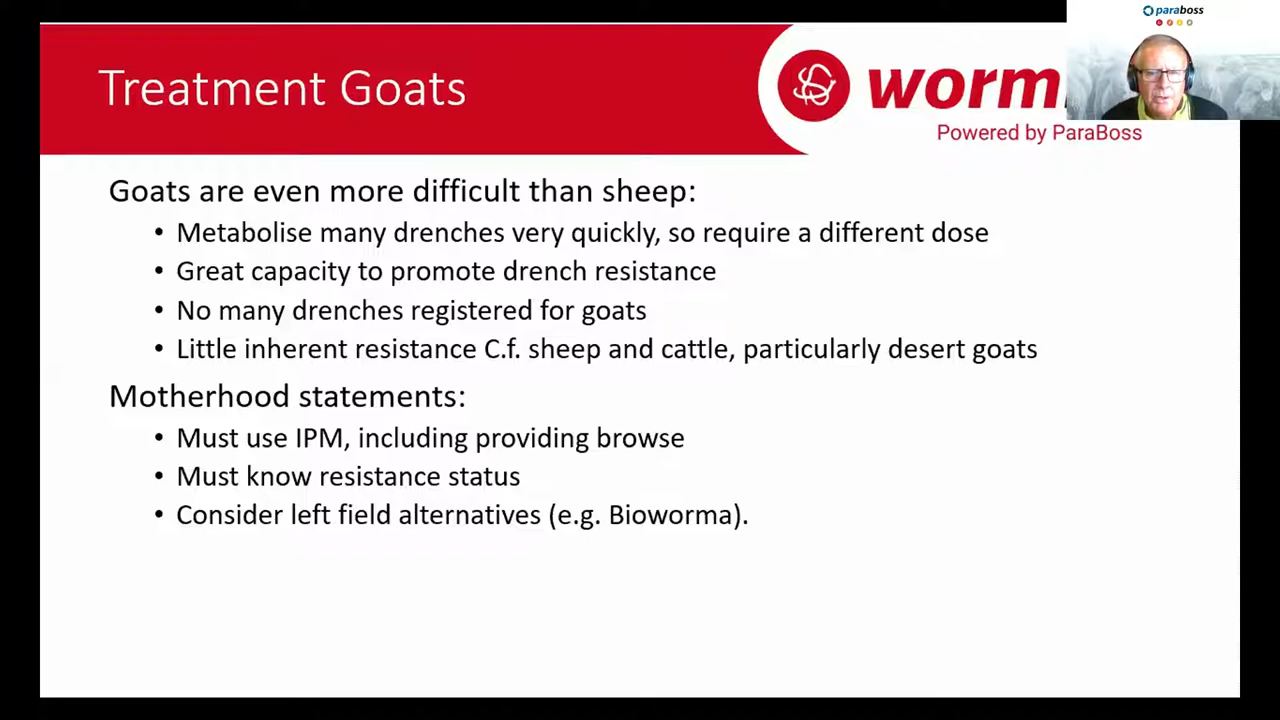 paraboss
Treatment Goats
worm
Powered by ParaBoss
Goats are even more difficult than sheep:
• Metabolise many drenches very quickly, so require a different dose
• Great capacity to promote drench resistance
• No many drenches registered for goats
• Little inherent resistance C.f. sheep and cattle, particularly desert goats
Motherhood statements:
• Must use IPM, including providing browse
• Must know resistance status
• Consider left field alternatives (e.g. Bioworma).